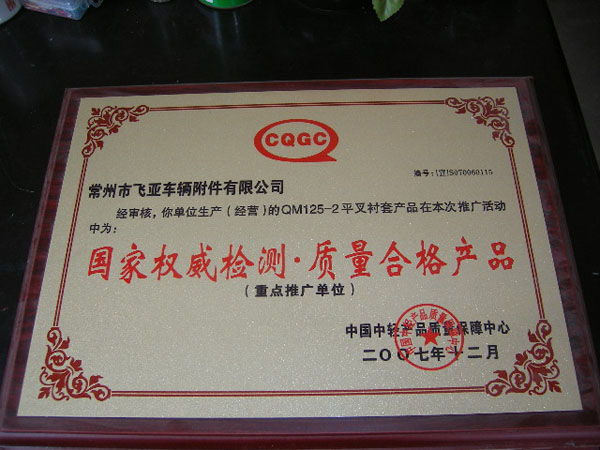 CQGC
编号:
常州市飞亚车辆附件有限公司
经审核,你单位生产(经营)的QM125-2平叉衬套产品在本次推广活动
中为:
国家权威检测·质量合格产品
(重点推广单位)
中国中轻产品质量保障中心
二〇〇七年十二月